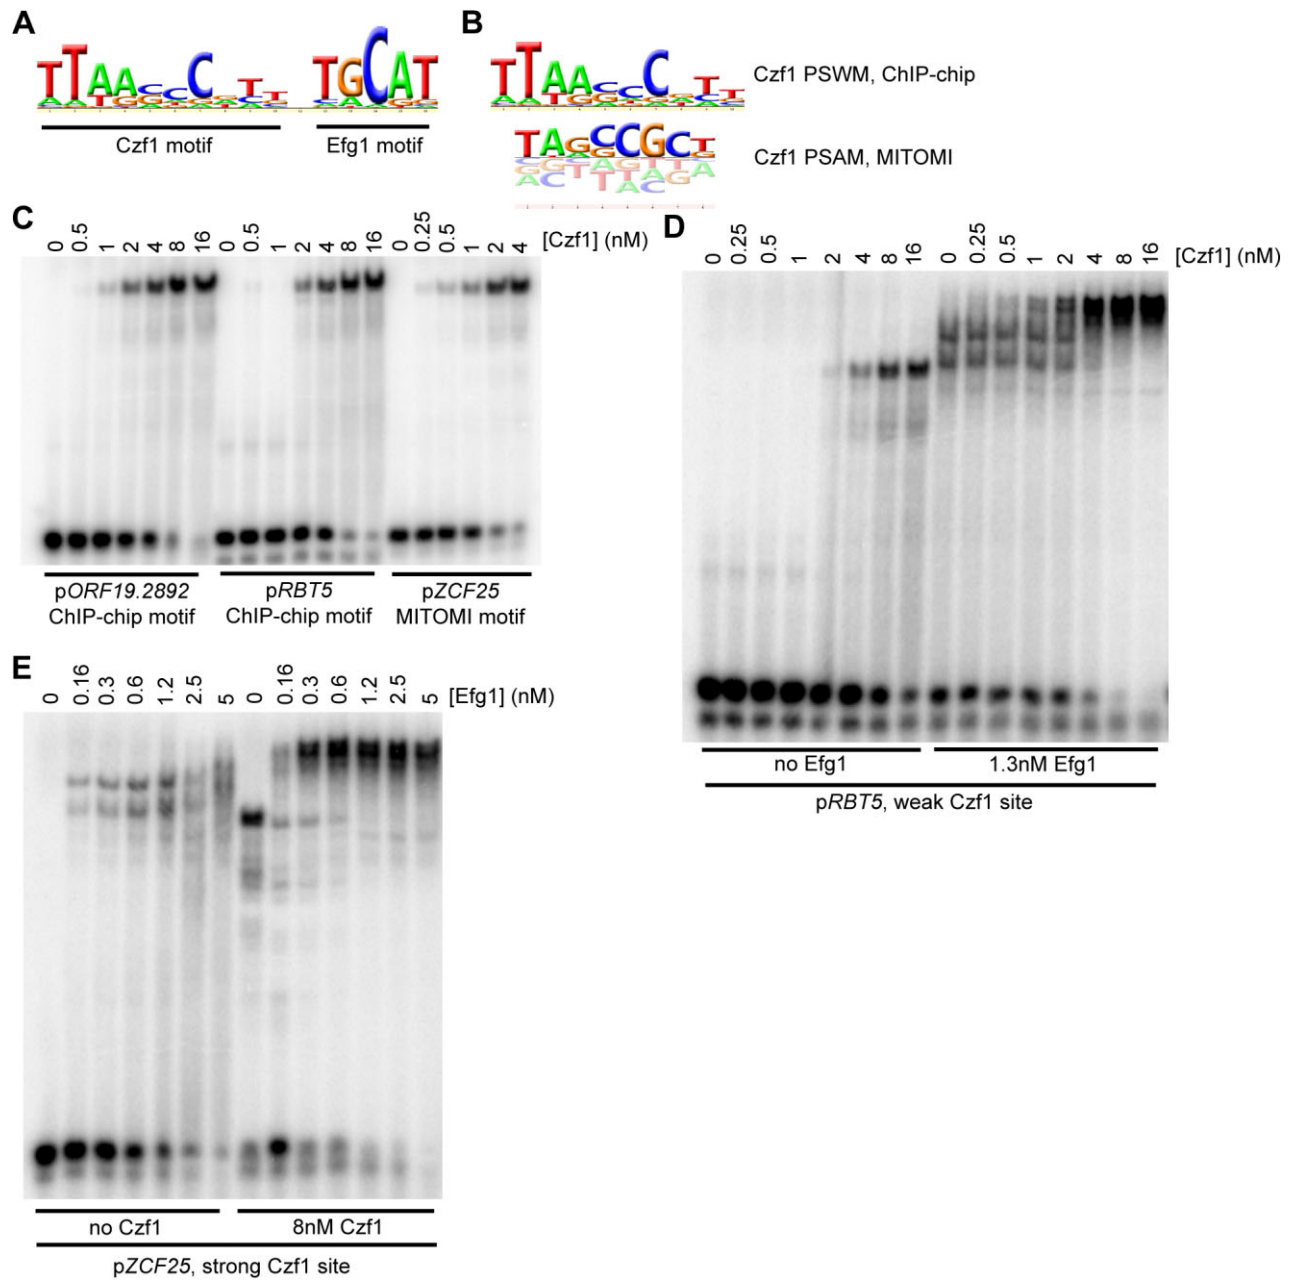 A
TTAACCCGTT TGCAT
Czf1 motif Efg1 motif
B
TTAACCCGTT Czf1 PSWM, ChIP-chip
TAGCCGCT Czf1 PSAM, MITOMI
C
0 0.5 1 2 4 8 16 0 0.5 1 2 4 8 16 0 0.25 0.5 1 2 4 [Czf1] (nM)
pORF19.2892 pRBT5 pZCF25
ChIP-chip motif ChIP-chip motif MITOMI motif
D
0 0.25 0.5 1 2 4 8 16 0 0.25 0.5 1 2 4 8 16 [Czf1] (nM)
no Efg1 1.3nM Efg1
pRBT5, weak Czf1 site
E
0 0.16 0.3 0.6 1.2 2.5 5 0 0.16 0.3 0.6 1.2 2.5 5 [Efg1] (nM)
no Czf1 8nM Czf1
pZCF25, strong Czf1 site